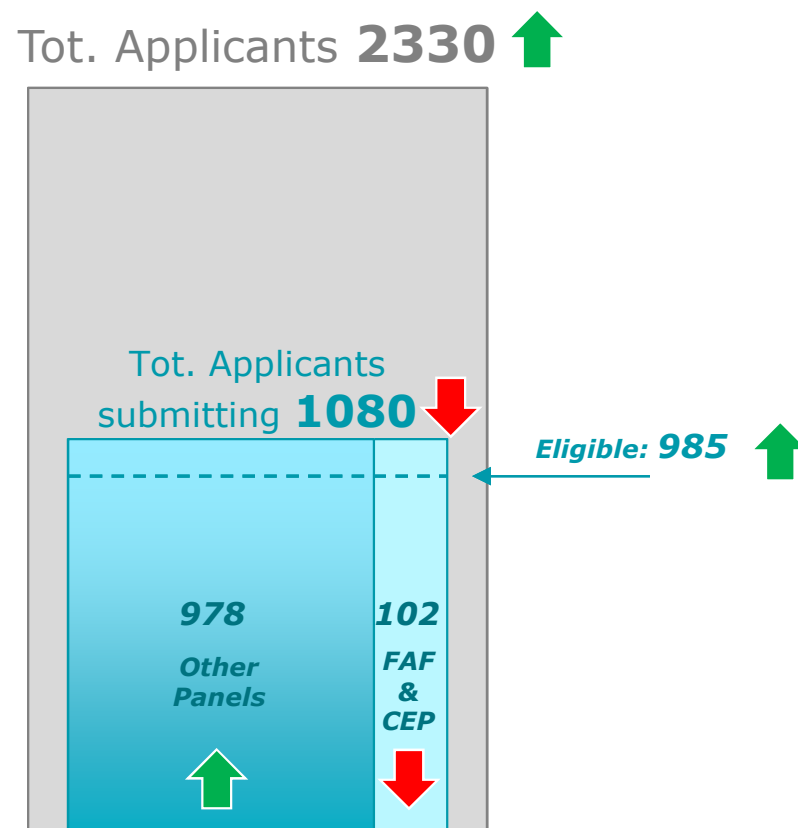 Tot. Applicants 2330
Tot. Applicants
submitting 1080
Eligible: 985
978
Other
Panels
102
FAF
&
CEP